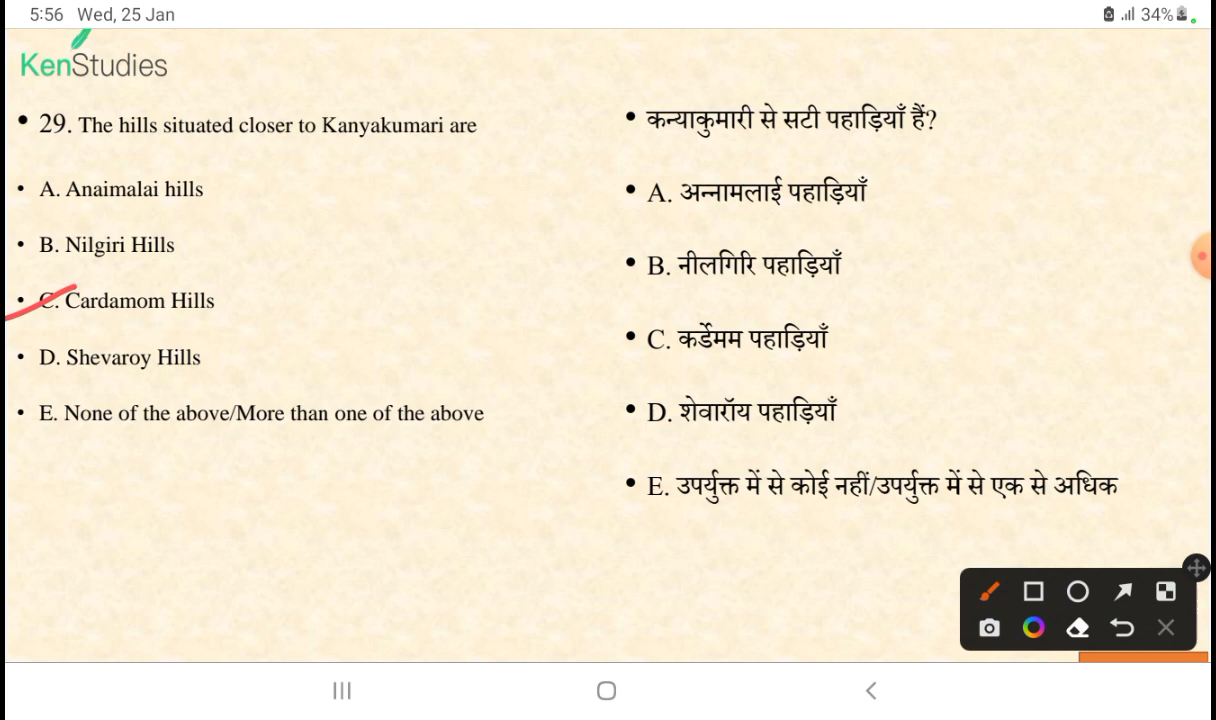 5:56 Wed, 25 Jan
34%
KenStudies
• 29. The hills situated closer to Kanyakumari are
• A. Anaimalai hills
• B. Nilgiri Hills
• C. Cardamom Hills
• D. Shevaroy Hills
• E. None of the above/More than one of the above
• कन्याकुमारी से सटी पहाड़ियाँ हैं?
• A. अन्नामलाई पहाड़ियाँ
• B. नीलगिरि पहाड़ियाँ
• C. कर्डेमम पहाड़ियाँ
• D. शेवारॉय पहाड़ियाँ
• E. उपर्युक्त में से कोई नहीं/उपर्युक्त में से एक से अधिक